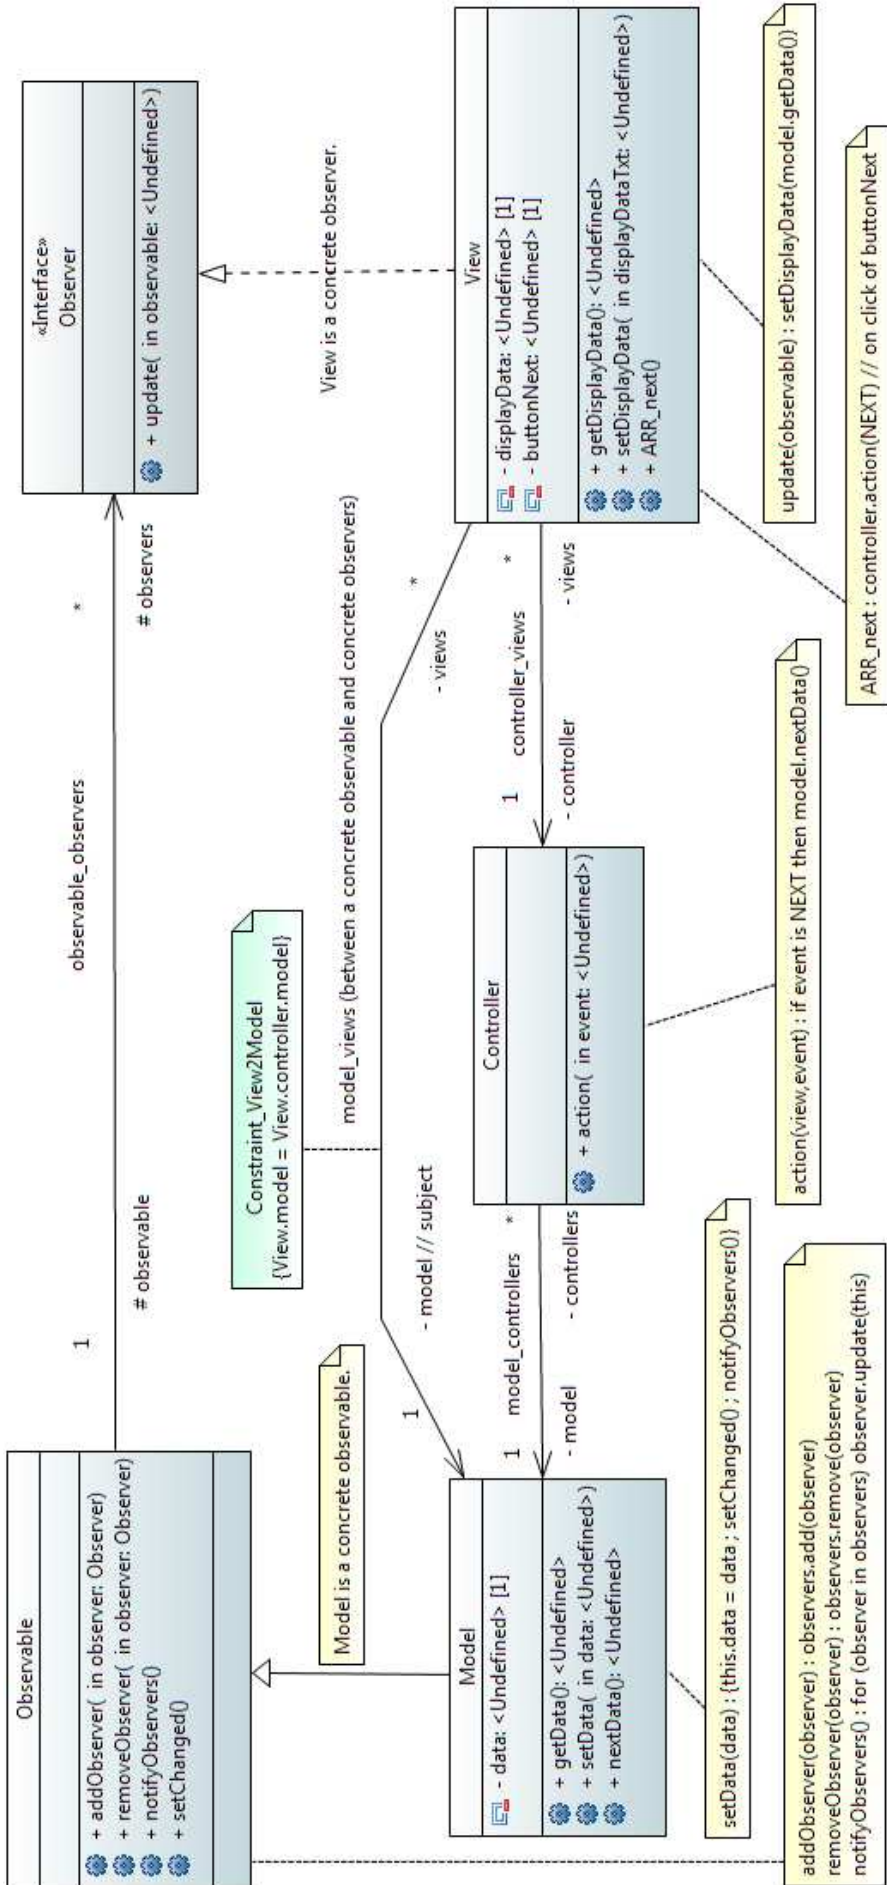 Observable
+ addObserver( in observer: Observer)
+ removeObserver( in observer: Observer)
+ notifyObservers()
+ setChanged()
1
# observable
observable_observers
*
# observers
«Interface»
Observer
+ update( in observable: <Undefined>)
Model is a concrete observable.
Constraint_View2Model
{View.model = View.controller.model}
View is a concrete observer.
model_views (between a concrete observable and concrete observers)
1
- model // subject
*
- views
Model
- data: <Undefined> [1]
+ getData(): <Undefined>
+ setData( in data: <Undefined>)
+ nextData(): <Undefined>
1
model_controllers
*
- model
- controllers
Controller
+ action( in event: <Undefined>)
1
controller_views
*
- controller
- views
View
- displayData: <Undefined> [1]
- buttonNext: <Undefined> [1]
+ getDisplayData(): <Undefined>
+ setDisplayData( in displayDataTxt: <Undefined>)
+ ARR_next()
setData(data) : {this.data = data ; setChanged() ; notifyObservers()}
action(view,event) : if event is NEXT then model.nextData()
update(observable) : setDisplayData(model.getData())
addObserver(observer) : observers.add(observer)
removeObserver(observer) : observers.remove(observer)
notifyObservers() : for (observer in observers) observer.update(this)
ARR_next : controller.action(NEXT) // on click of buttonNext